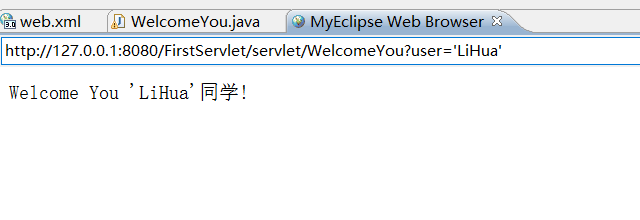 web.xml WelcomeYou.java MyEclipse Web Browser
http://127.0.0.1:8080/FirstServlet/servlet/WelcomeYou?user='LiHua'
Welcome You 'LiHua'同学!